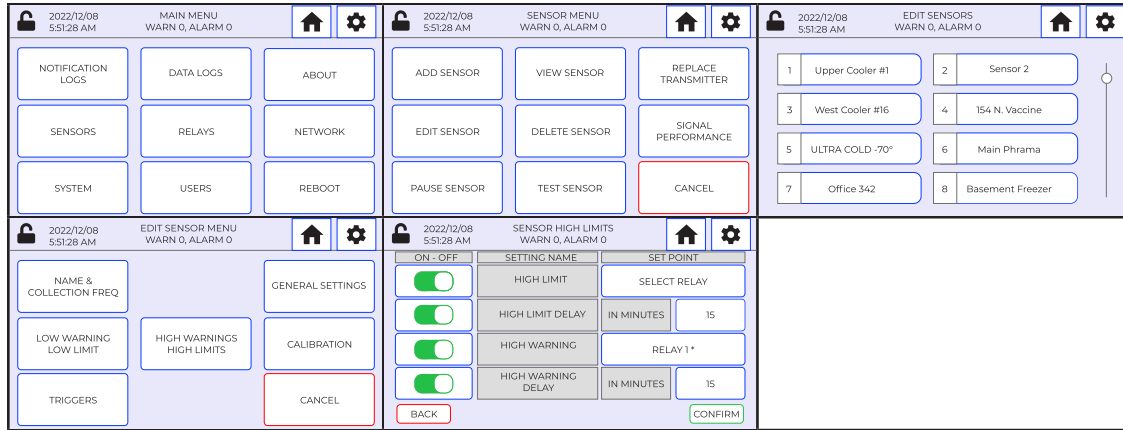 2022/12/08
5:51:28 AM
MAIN MENU
WARN 0, ALARM 0
NOTIFICATION
LOGS
DATA LOGS
ABOUT
SENSORS
RELAYS
NETWORK
SYSTEM
USERS
REBOOT
2022/12/08
5:51:28 AM
SENSOR MENU
WARN 0, ALARM 0
ADD SENSOR
VIEW SENSOR
REPLACE
TRANSMITTER
EDIT SENSOR
DELETE SENSOR
SIGNAL
PERFORMANCE
PAUSE SENSOR
TEST SENSOR
CANCEL
2022/12/08
5:51:28 AM
EDIT SENSORS
WARN 0, ALARM 0
1 Upper Cooler #1
2 Sensor 2
3 West Cooler #16
4 154 N. Vaccine
5 ULTRA COLD -70°
6 Main Phrama
7 Office 342
8 Basement Freezer
2022/12/08
5:51:28 AM
EDIT SENSOR MENU
WARN 0, ALARM 0
NAME &
COLLECTION FREQ
GENERAL SETTINGS
LOW WARNING
LOW LIMIT
HIGH WARNINGS
HIGH LIMITS
CALIBRATION
TRIGGERS
CANCEL
2022/12/08
5:51:28 AM
SENSOR HIGH LIMITS
WARN 0, ALARM 0
ON - OFF
SETTING NAME
SET POINT
HIGH LIMIT
SELECT RELAY
HIGH LIMIT DELAY
IN MINUTES
15
HIGH WARNING
RELAY 1 *
HIGH WARNING
DELAY
IN MINUTES
15
BACK
CONFIRM